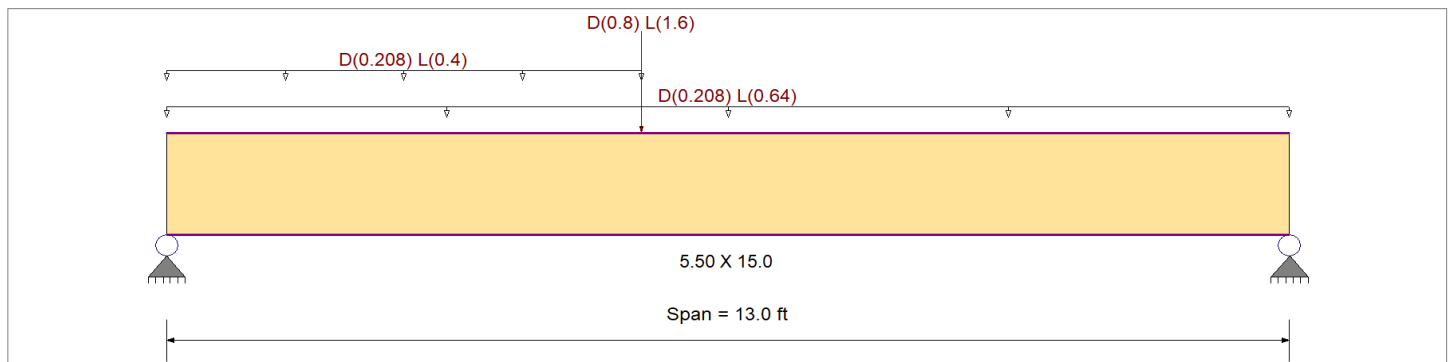 D(0.8) L(1.6)
D(0.208) L(0.4)
D(0.208) L(0.64)
5.50 X 15.0
Span = 13.0 ft